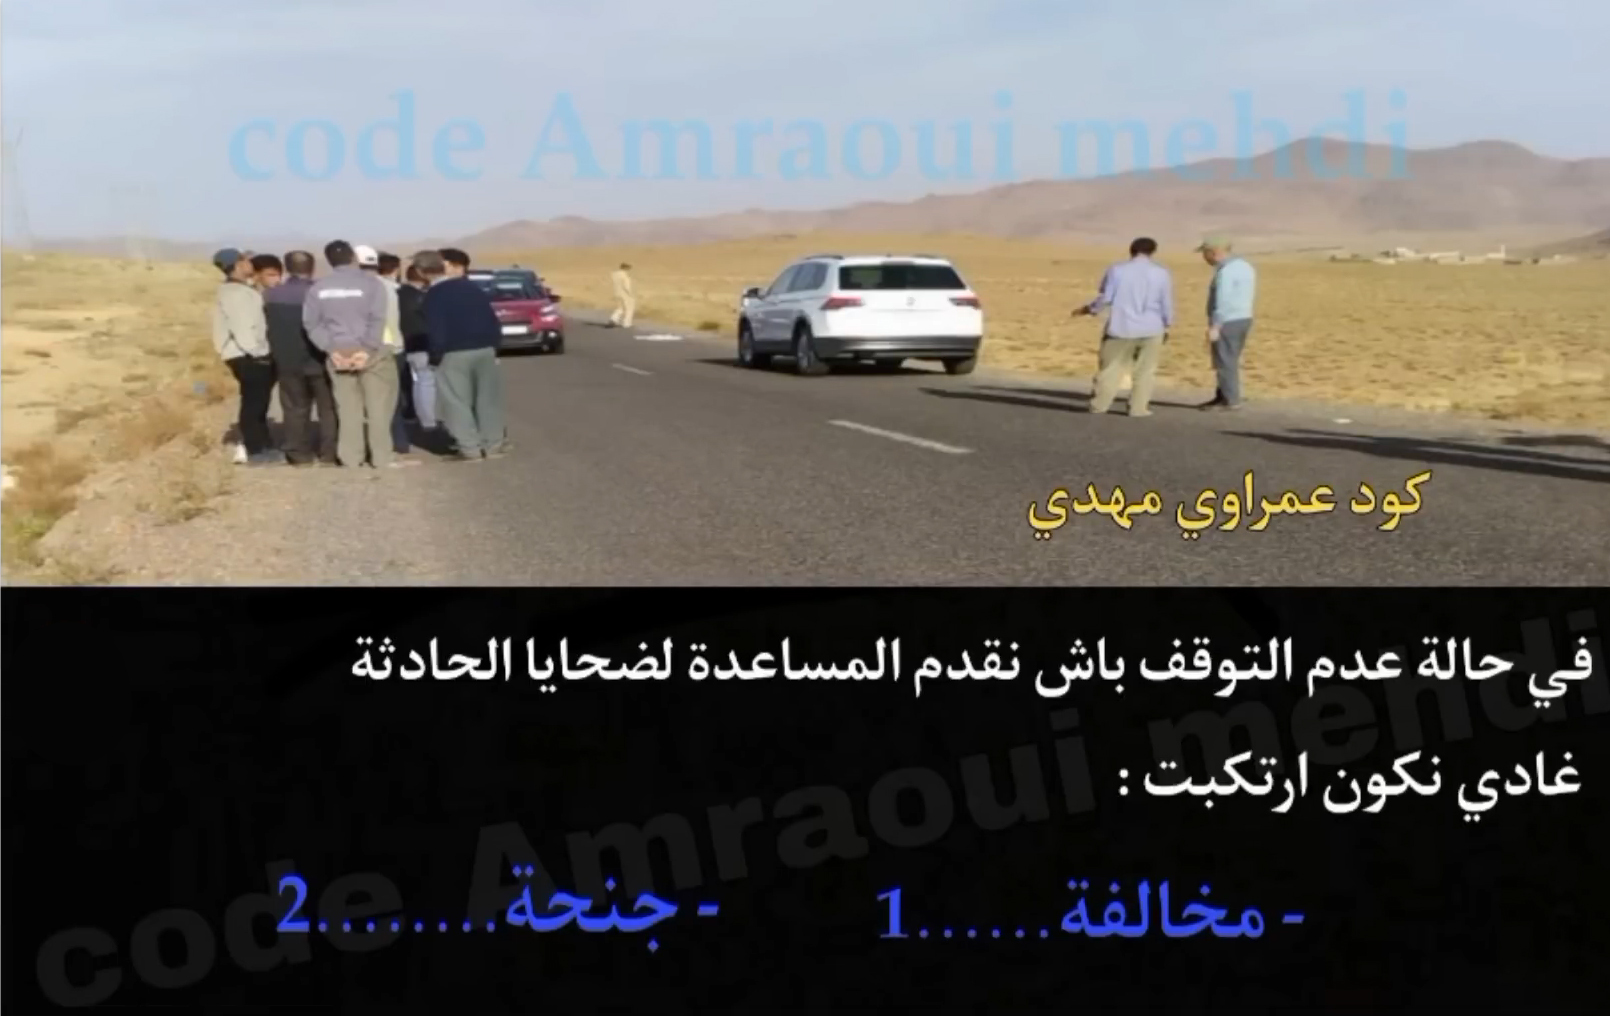 code Amraoui mehdi
كود عمراوي مهدي
في حالة عدم التوقف باش نقدم المساعدة لضحايا الحادثة
غادي نكون ارتكبت :
- مخالفة......1 - جنحة........2
code Amraoui mehdi